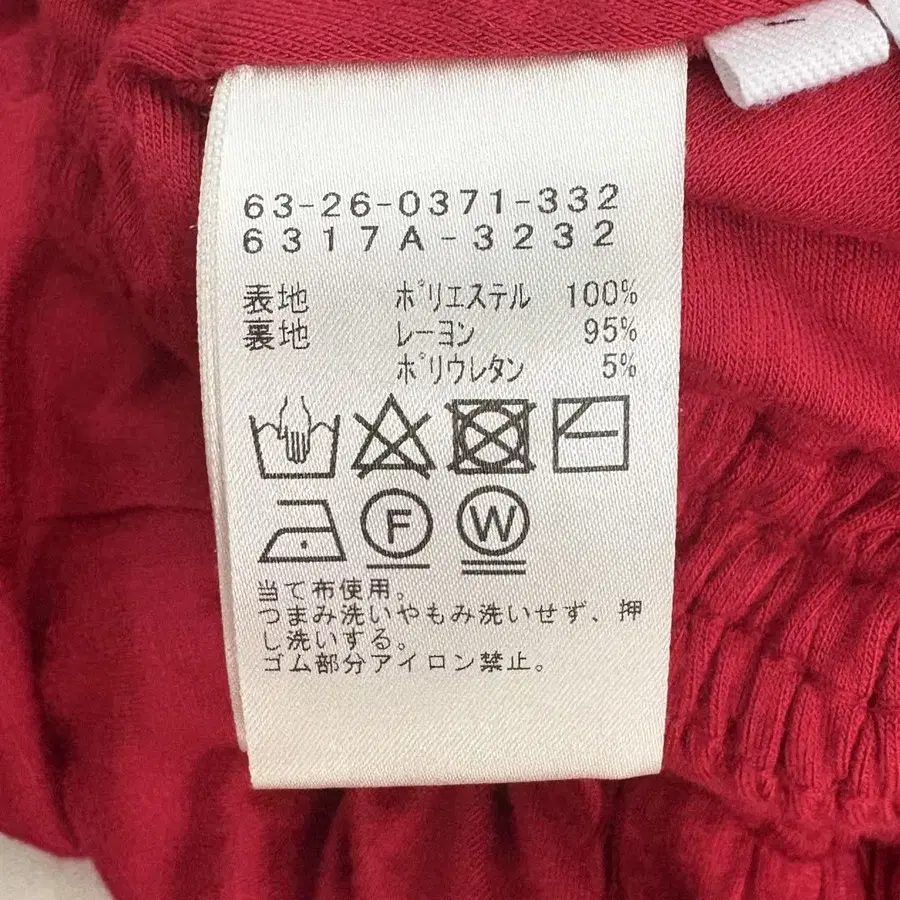 63-26-0371-332
6317A-3232
表地 ポリエステル 100%
裏地 レーヨン 95%
ポリウレタン 5%
F W
当て布使用。
つまみ洗いやもみ洗いせず、押
し洗いする。
ゴム部分アイロン禁止。